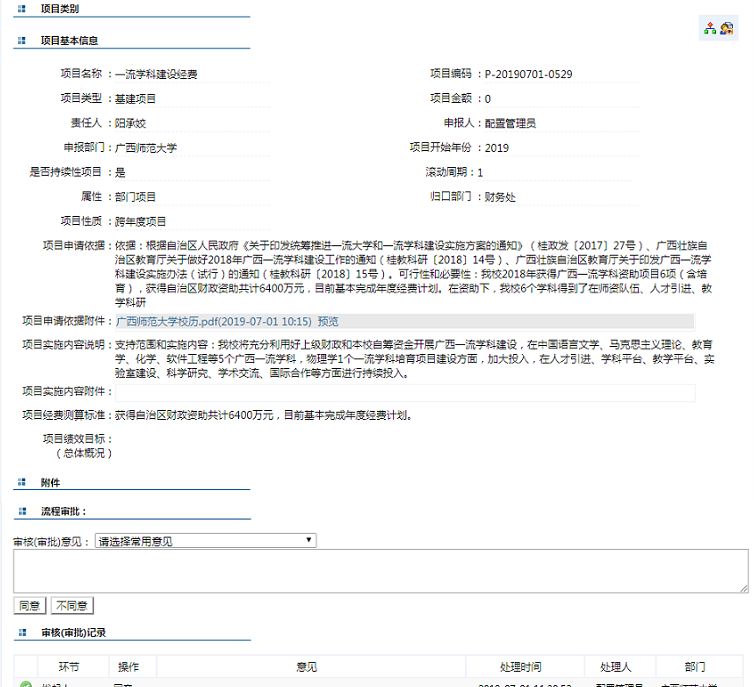 项目类别
项目基本信息
项目名称：一流学科建设经费 项目编码：P-20190701-0529
项目类型：基建项目 项目金额：0
责任人：阳承姣 申报人：配置管理员
申报部门：广西师范大学 项目开始年份：2019
是否持续性项目：是 滚动周期：1
属性：部门项目 归口部门：财务处
项目性质：跨年度项目
项目申请依据：依据：根据自治区人民政府《关于印发统筹推进一流大学和一流学科建设实施方案的通知》（桂政发〔2017〕27号）、广西壮族自
治区教育厅关于做好2018年广西一流学科建设工作的通知（桂教科研〔2018〕14号）、广西壮族自治区教育厅关于印发广西一流学
科建设实施办法（试行）的通知（桂教科研〔2018〕15号）。可行性和必要性：我校2018年获得广西一流学科资助项目6项（含培
育），获得自治区财政资助共计6400万元，目前基本完成年度经费计划。在资助下，我校6个学科得到了在师资队伍、人才引进、教
学科研
项目申请依据附件：广西师范大学校历.pdf(2019-07-01 10:15) 预览
项目实施内容说明：支持范围和实施内容：我校将充分利用好上级财政和本校自筹资金开展广西一流学科建设，在中国语言文学、马克思主义理论、教育
学、化学、软件工程等5个广西一流学科，物理学1个一流学科培育项目建设方面，加大投入，在人才引进、学科平台、教学平台、实
验室建设、科学研究、学术交流、国际合作等方面进行持续投入。
项目实施内容附件：
项目经费测算标准：获得自治区财政资助共计6400万元，目前基本完成年度经费计划。
项目绩效目标：
（总体概况）
附件
流程审批：
审核(审批)意见：请选择常用意见
同意 不同意
审核(审批)记录
环节 操作 意见 处理时间 处理人 部门